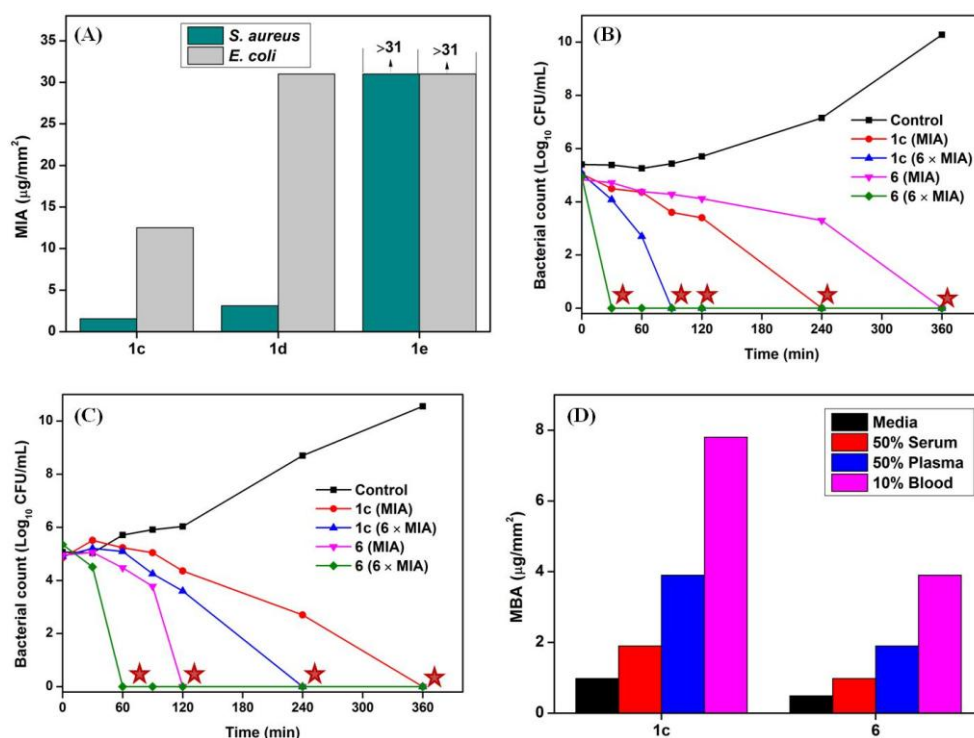 (A)
S. aureus
E. coli
>31
>31
MIA (μg/mm²)
35
30
25
20
15
10
5
0
1c
1d
1e
(B)
Bacterial count (Log₁₀ CFU/mL)
10
8
6
4
2
0
Control
1c (MIA)
1c (6 × MIA)
6 (MIA)
6 (6 × MIA)
0
60
120
180
240
300
360
Time (min)
(C)
Bacterial count (Log₁₀ CFU/mL)
10
8
6
4
2
0
Control
1c (MIA)
1c (6 × MIA)
6 (MIA)
6 (6 × MIA)
0
60
120
180
240
300
360
Time (min)
(D)
Media
50% Serum
50% Plasma
10% Blood
MBA (μg/mm²)
8
6
4
2
0
1c
6